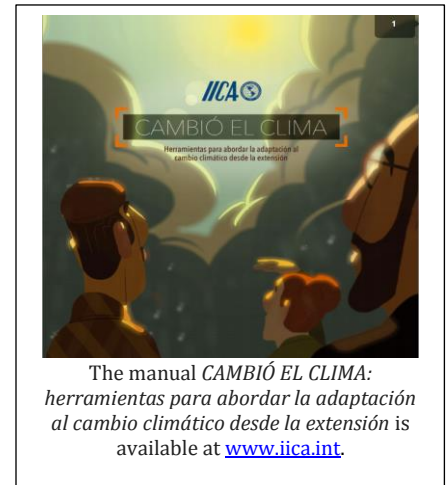 1
IICA
CAMBIÓ EL CLIMA
Herramientas para abordar la adaptación al
cambio climático desde la extensión
The manual CAMBIÓ EL CLIMA:
herramientas para abordar la adaptación
al cambio climático desde la extensión is
available at www.iica.int.